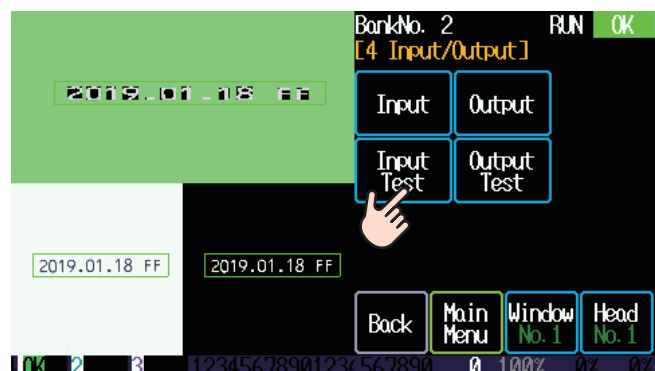 BankNo. 2 RUN OK
[4 Input/Output]
Input Output
Input Test Output Test
2019.01.18 FF
2019.01.18 FF
2019.01.18 FF
Back Main Menu Window No.1 Head No.1
OK 2 3 0 100% 0% 0%